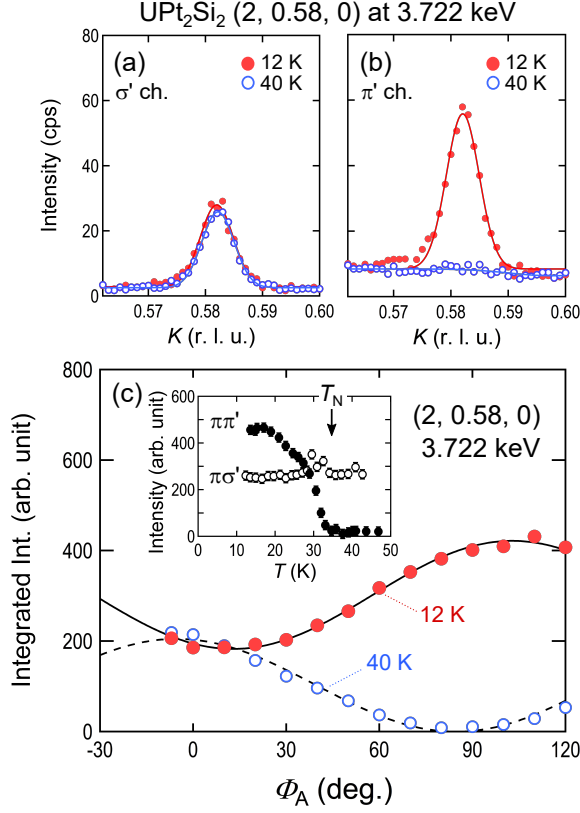 UPt₂Si₂ (2, 0.58, 0) at 3.722 keV
(a)
σ' ch.
12 K
40 K
(b)
π' ch.
12 K
40 K
Intensity (cps)
80
60
40
20
0
0.57
0.58
0.59
0.60
K (r. l. u.)
0.57
0.58
0.59
0.60
K (r. l. u.)
(c)
(2, 0.58, 0)
3.722 keV
Integrated Int. (arb. unit)
800
600
400
200
0
-30
0
30
60
90
120
Φ_A (deg.)
12 K
40 K
Intensity (arb. unit)
600
400
200
0
0
10
20
30
40
50
T (K)
T_N
ππ'
πσ'